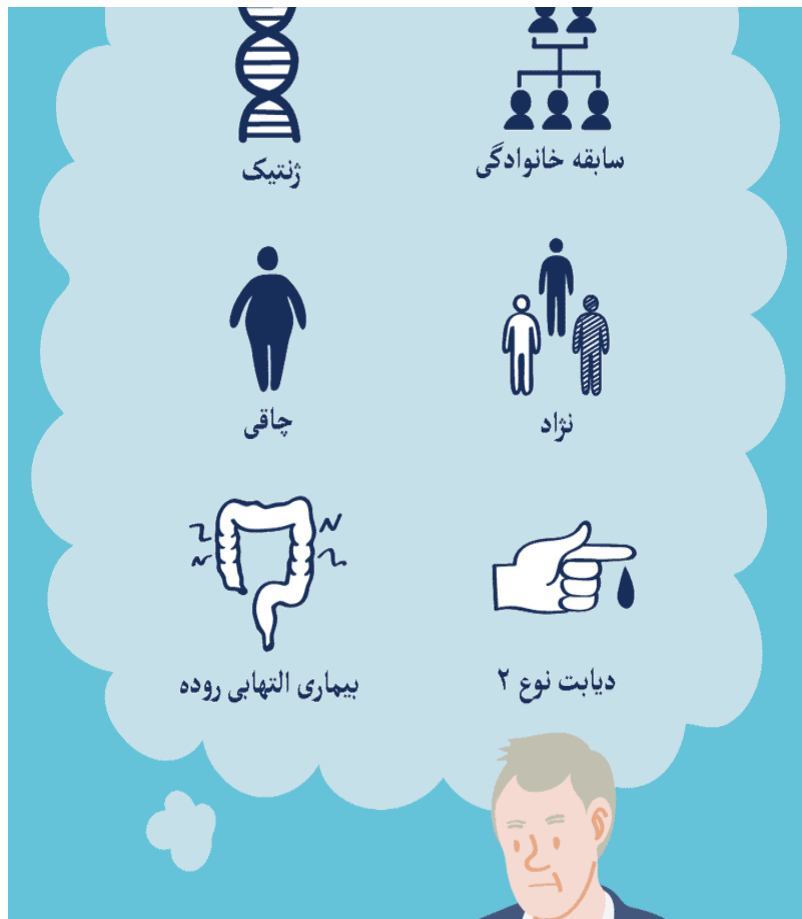 سابقه خانوادگی
ژنتیک
نژاد
چاقی
دیابت نوع ۲
بیماری التهابی روده